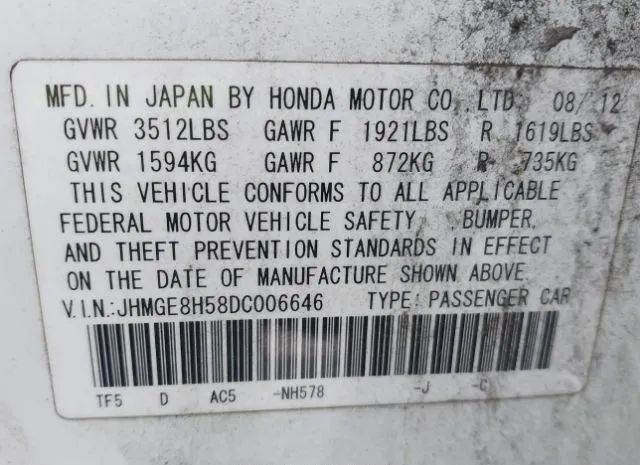 MFD. IN JAPAN BY HONDA MOTOR CO.,LTD. 08/12
GVWR 3512LBS GAWR F 1921LBS R 1619LBS
GVWR 1594KG GAWR F 872KG R 735KG
THIS VEHICLE CONFORMS TO ALL APPLICABLE
FEDERAL MOTOR VEHICLE SAFETY, BUMPER,
AND THEFT PREVENTION STANDARDS IN EFFECT
ON THE DATE OF MANUFACTURE SHOWN ABOVE.
V.I.N.:JHMGE8H58DC006646 TYPE: PASSENGER CAR
TF5 D AC5 -NH578 -J -C